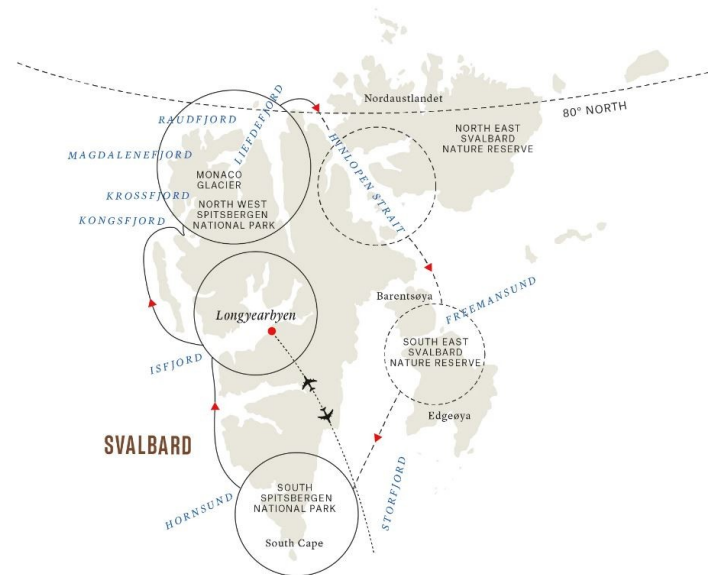 Nordaustlandet
80° NORTH
RAUDFJORD
LIEFDEFJORD
HINLOPEN STRAIT
NORTH EAST
SVALBARD
NATURE RESERVE
MAGDALENEFJORD
MONACO
GLACIER
KROSSFJORD
NORTH WEST
SPITSBERGEN
NATIONAL PARK
KONGSFJORD
Barentsøya
FREEMANSUND
Longyearbyen
SOUTH EAST
SVALBARD
NATURE RESERVE
ISFJORD
Edgeøya
SVALBARD
SOUTH
SPITSBERGEN
NATIONAL PARK
HORNSUND
STORFJORD
South Cape